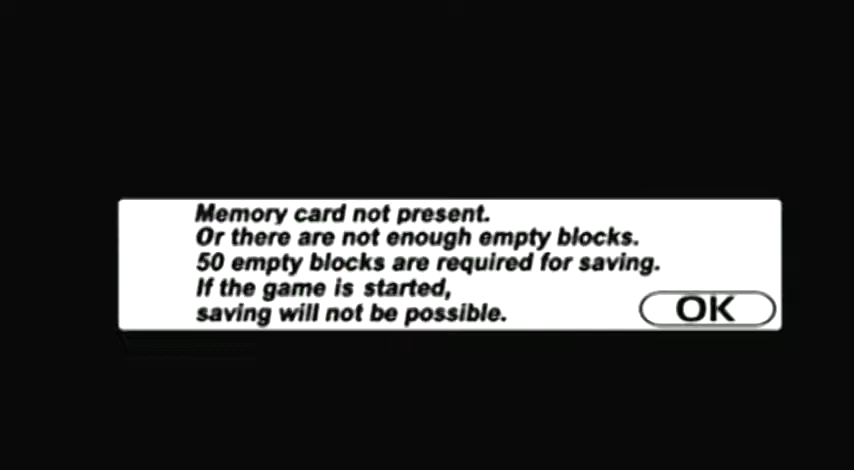 Memory card not present.
Or there are not enough empty blocks.
50 empty blocks are required for saving.
If the game is started,
saving will not be possible.
OK